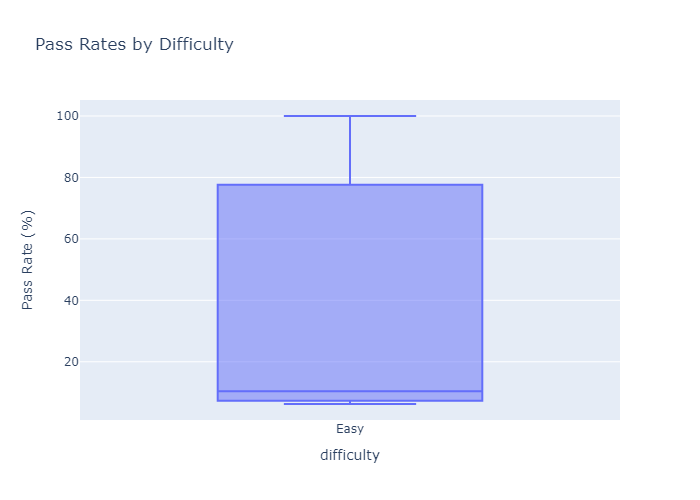 Pass Rates by Difficulty
100
80
60
40
20
Pass Rate (%)
Easy
difficulty